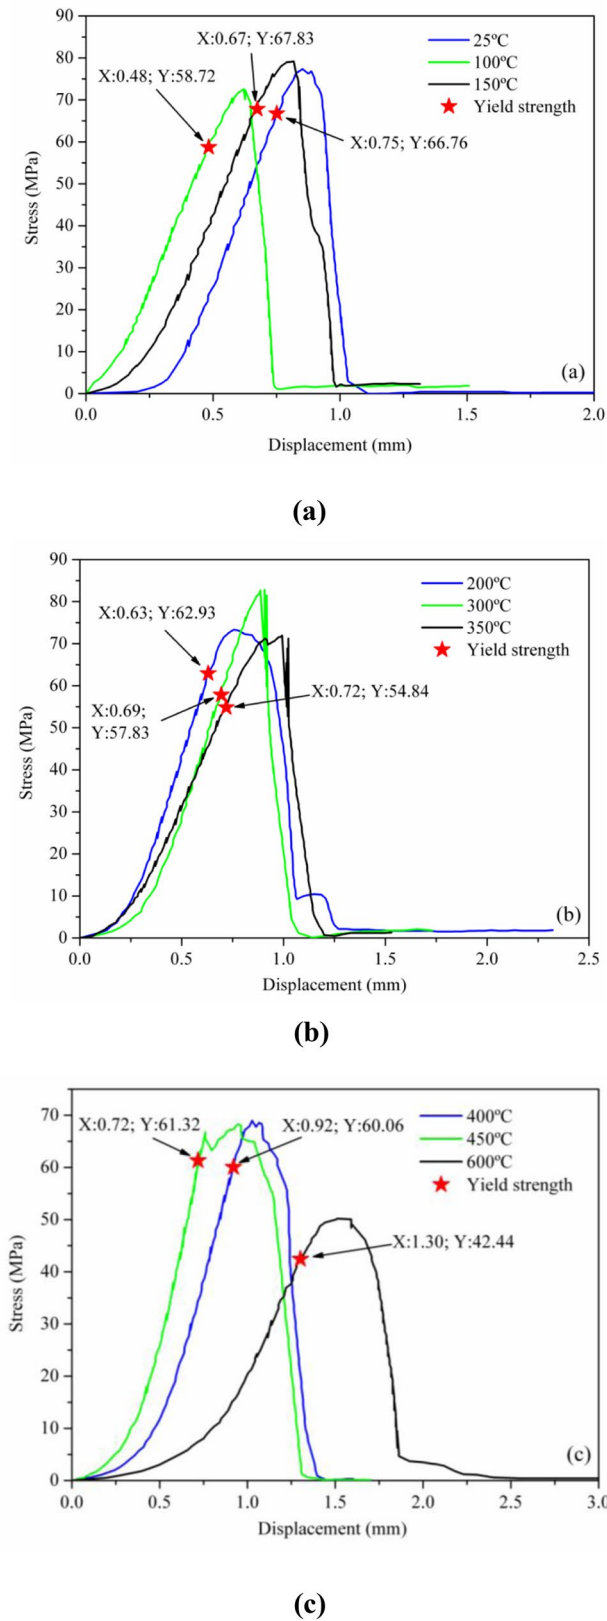 90
80
70
60
50
40
30
20
10
0
Stress (MPa)
X:0.67; Y:67.83
X:0.48; Y:58.72
X:0.75; Y:66.76
25ºC
100ºC
150ºC
Yield strength
(a)
0.0 0.5 1.0 1.5 2.0
Displacement (mm)
(a)
90
80
70
60
50
40
30
20
10
0
Stress (MPa)
X:0.63; Y:62.93
X:0.69;
Y:57.83
X:0.72; Y:54.84
200ºC
300ºC
350ºC
Yield strength
(b)
0.0 0.5 1.0 1.5 2.0 2.5
Displacement (mm)
(b)
70
60
50
40
30
20
10
0
Stress (MPa)
X:0.72; Y:61.32
X:0.92; Y:60.06
X:1.30; Y:42.44
400ºC
450ºC
600ºC
Yield strength
(c)
0.0 0.5 1.0 1.5 2.0 2.5 3.0
Displacement (mm)
(c)